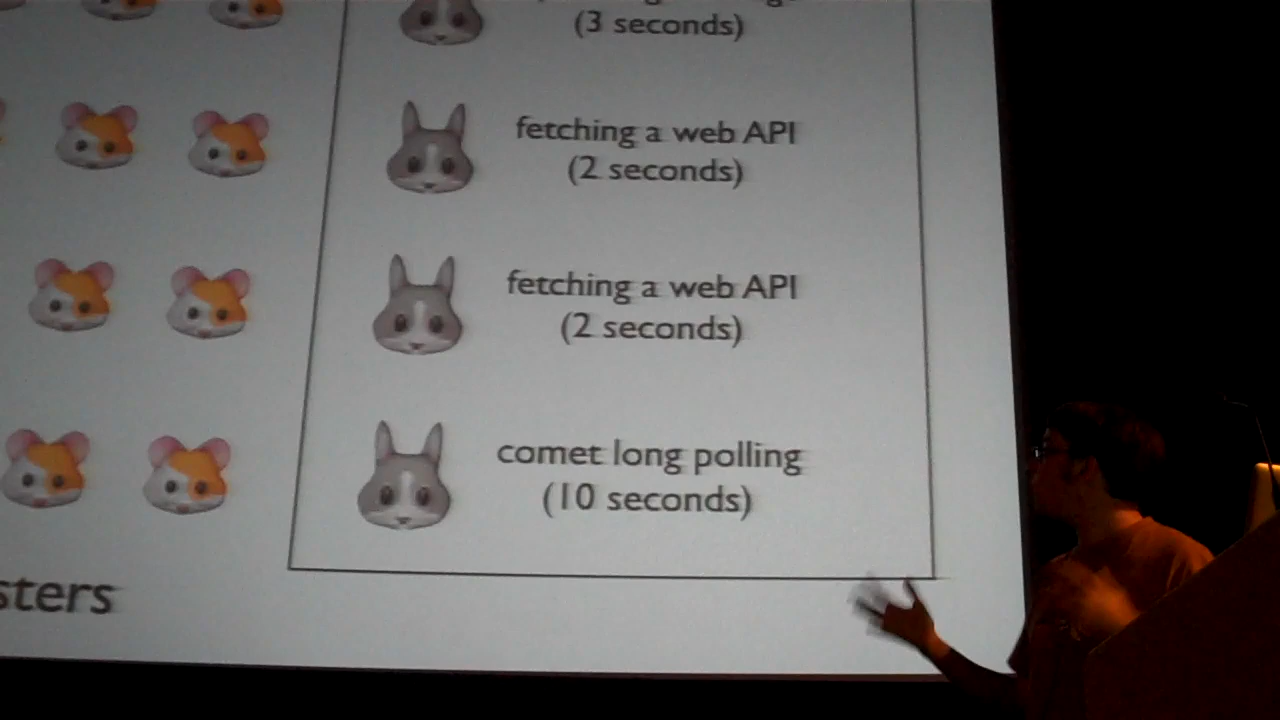 (3 seconds)
fetching a web API
(2 seconds)
fetching a web API
(2 seconds)
comet long polling
(10 seconds)
sters